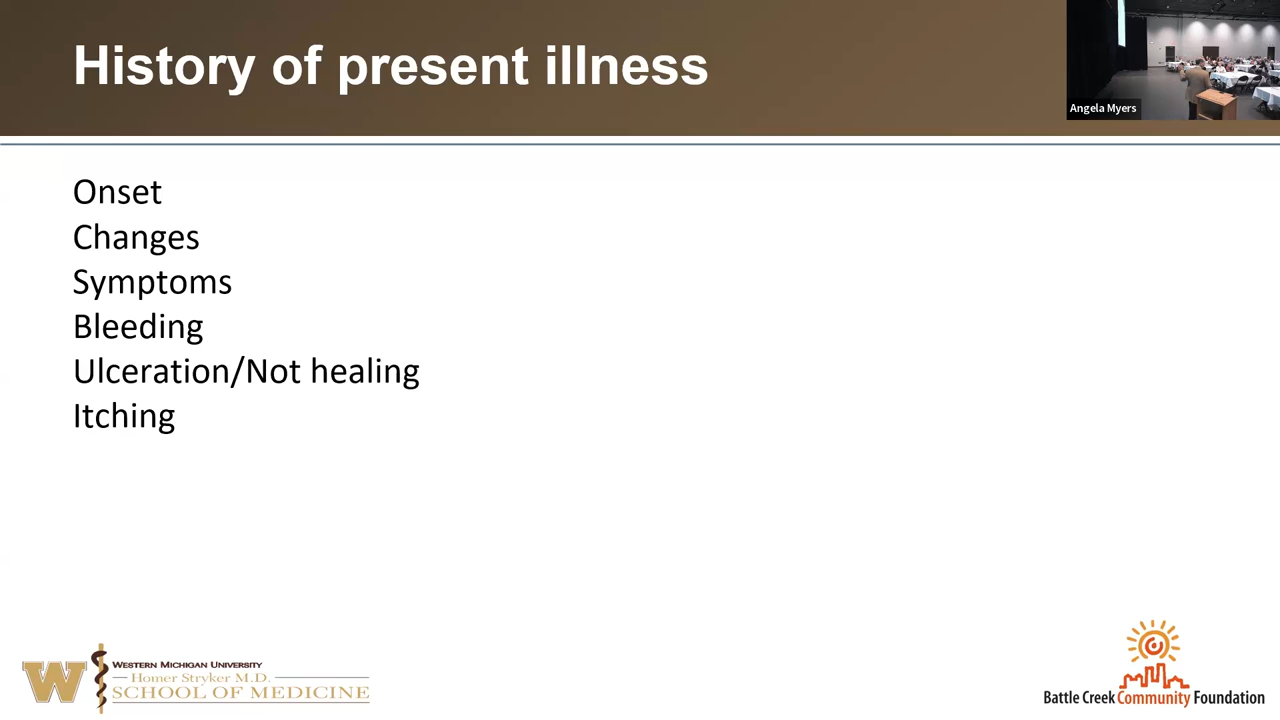 History of present illness
Angela Myers
Onset
Changes
Symptoms
Bleeding
Ulceration/Not healing
Itching
W
WESTERN MICHIGAN UNIVERSITY
Homer Stryker M.D.
SCHOOL OF MEDICINE
Battle Creek Community Foundation